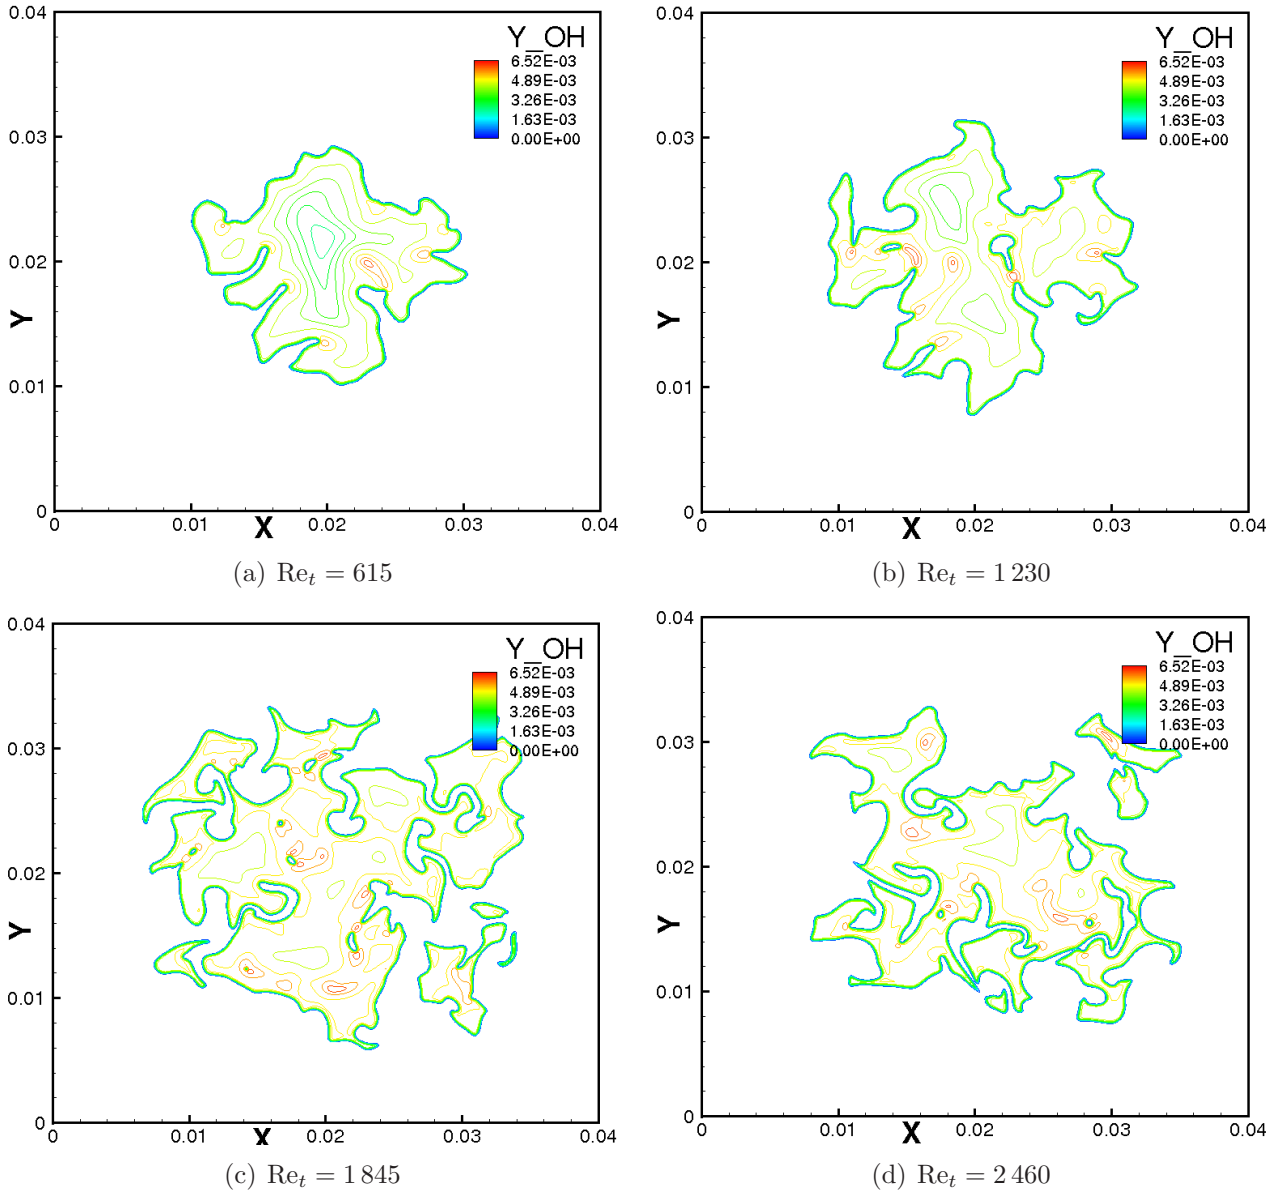 0.04
Y_OH
6.52E-03
4.89E-03
3.26E-03
1.63E-03
0.00E+00
0.03
0.02
Y
0.01
0
0 0.01 X 0.02 0.03 0.04
(a) Re_t = 615
0.04
Y_OH
6.52E-03
4.89E-03
3.26E-03
1.63E-03
0.00E+00
0.03
0.02
Y
0.01
0
0 0.01 X 0.02 0.03 0.04
(b) Re_t = 1 230
0.04
Y_OH
6.52E-03
4.89E-03
3.26E-03
1.63E-03
0.00E+00
0.03
0.02
Y
0.01
0
0 0.01 X 0.02 0.03 0.04
(c) Re_t = 1 845
0.04
Y_OH
6.52E-03
4.89E-03
3.26E-03
1.63E-03
0.00E+00
0.03
0.02
Y
0.01
0
0 0.01 X 0.02 0.03 0.04
(d) Re_t = 2 460